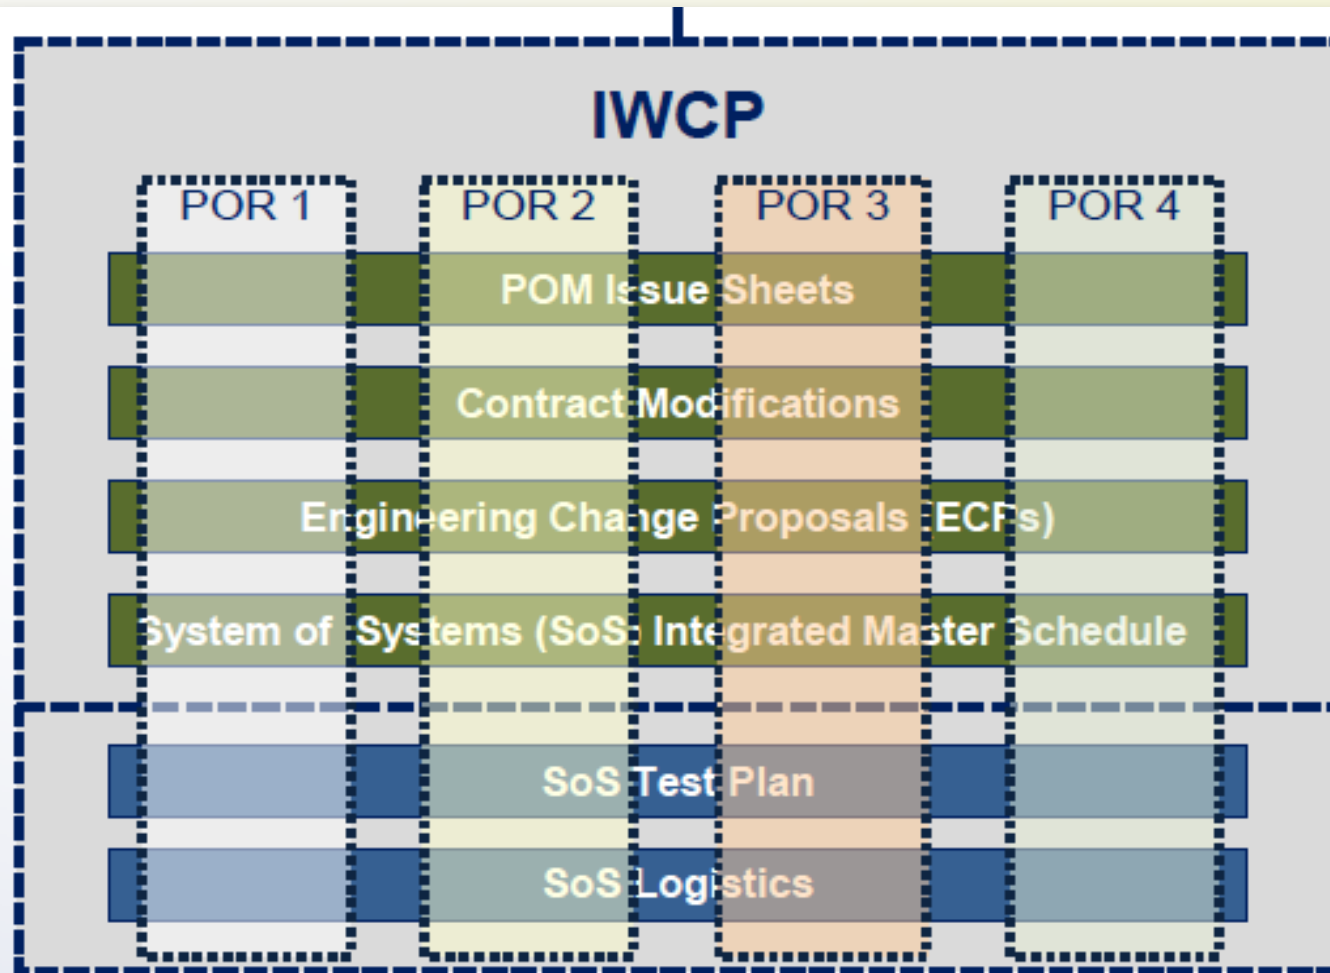 IWCP
POR 1 POR 2 POR 3 POR 4
POM Issue Sheets
Contract Modifications
Engineering Change Proposals (ECPs)
System of Systems (SoS) Integrated Master Schedule
SoS Test Plan
SoS Logistics